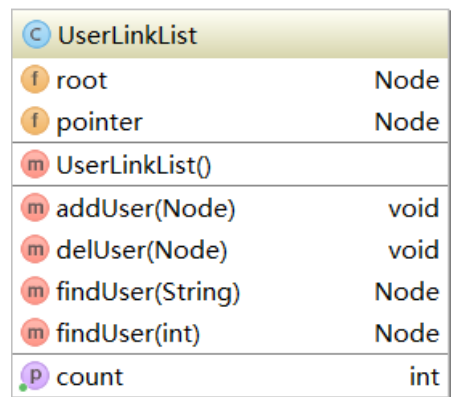 C UserLinkList
f root Node
f pointer Node
m UserLinkList()
m addUser(Node) void
m delUser(Node) void
m findUser(String) Node
m findUser(int) Node
P count int